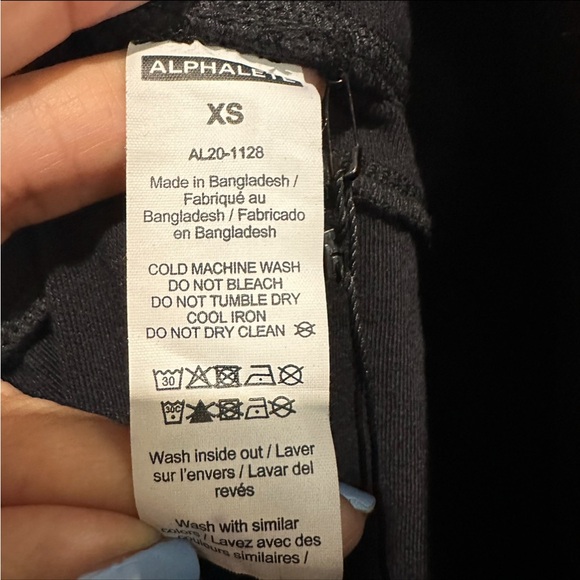 ALPHALETE
XS
AL20-1128
Made in Bangladesh /
Fabriqué au
Bangladesh / Fabricado
en Bangladesh
COLD MACHINE WASH
DO NOT BLEACH
DO NOT TUMBLE DRY
COOL IRON
DO NOT DRY CLEAN
30
30C
Wash inside out / Laver
sur l'envers / Lavar del
revés
Wash with similar
colors / Lavez avec des
couleurs similaires /